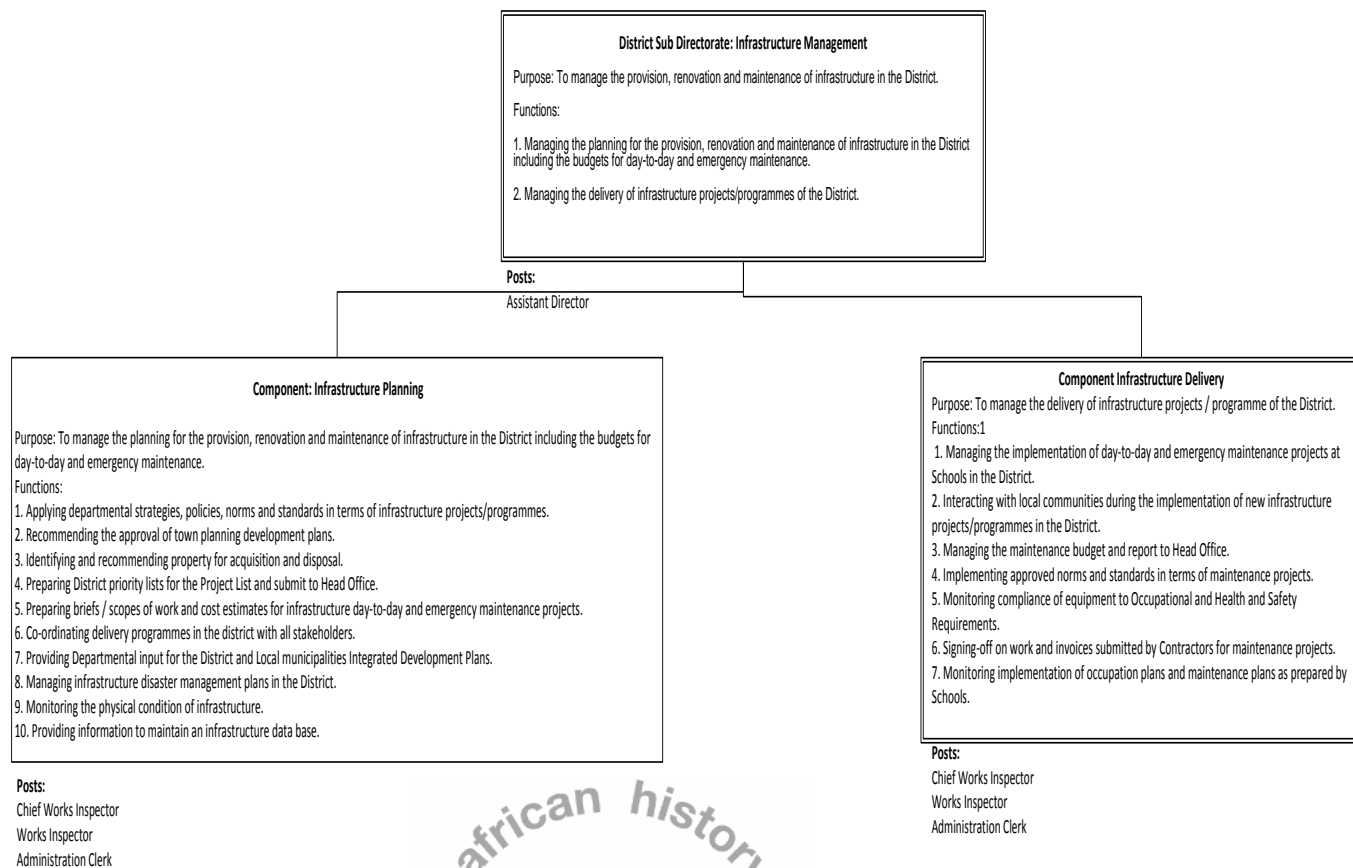 District Sub Directorate: Infrastructure Management
Purpose: To manage the provision, renovation and maintenance of infrastructure in the District.
Functions:
1. Managing the planning for the provision, renovation and maintenance of infrastructure in the District
including the budgets for day-to-day and emergency maintenance.
2. Managing the delivery of infrastructure projects/programmes of the District.
Posts:
Assistant Director
Component: Infrastructure Planning
Purpose: To manage the planning for the provision, renovation and maintenance of infrastructure in the District including the budgets for
day-to-day and emergency maintenance.
Functions:
1. Applying departmental strategies, policies, norms and standards in terms of infrastructure projects/programmes.
2. Recommending the approval of town planning development plans.
3. Identifying and recommending property for acquisition and disposal.
4. Preparing District priority lists for the Project List and submit to Head Office.
5. Preparing briefs / scopes of work and cost estimates for infrastructure day-to-day and emergency maintenance projects.
6. Co-ordinating delivery programmes in the district with all stakeholders.
7. Providing Departmental input for the District and Local municipalities Integrated Development Plans.
8. Managing infrastructure disaster management plans in the District.
9. Monitoring the physical condition of infrastructure.
10. Providing information to maintain an infrastructure data base.
Posts:
Chief Works Inspector
Works Inspector
Administration Clerk
Component Infrastructure Delivery
Purpose: To manage the delivery of infrastructure projects / programme of the District.
Functions:1
1. Managing the implementation of day-to-day and emergency maintenance projects at
Schools in the District.
2. Interacting with local communities during the implementation of new infrastructure
projects/programmes in the District.
3. Managing the maintenance budget and report to Head Office.
4. Implementing approved norms and standards in terms of maintenance projects.
5. Monitoring compliance of equipment to Occupational and Health and Safety
Requirements.
6. Signing-off on work and invoices submitted by Contractors for maintenance projects.
7. Monitoring implementation of occupation plans and maintenance plans as prepared by
Schools.
Posts:
Chief Works Inspector
Works Inspector
Administration Clerk
african history